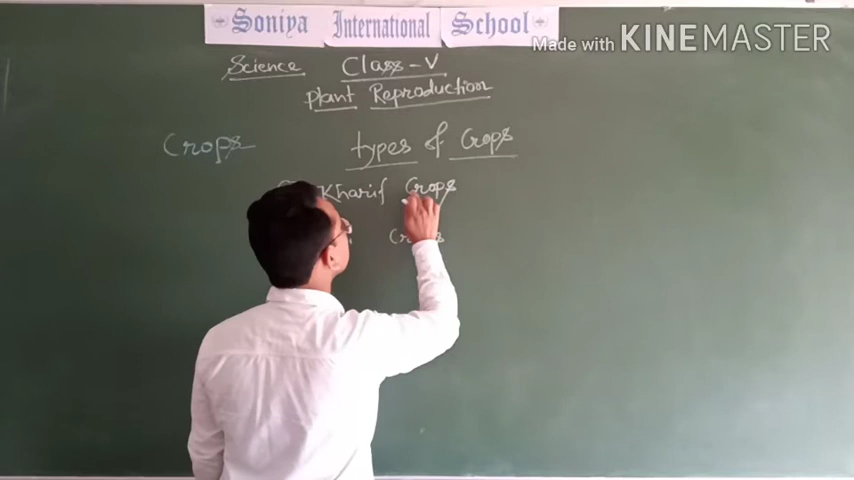 Soniya International School
Made with KINEMASTER
Science Class-V
Plant Reproduction
Crops types of Crops
Kharif Crops